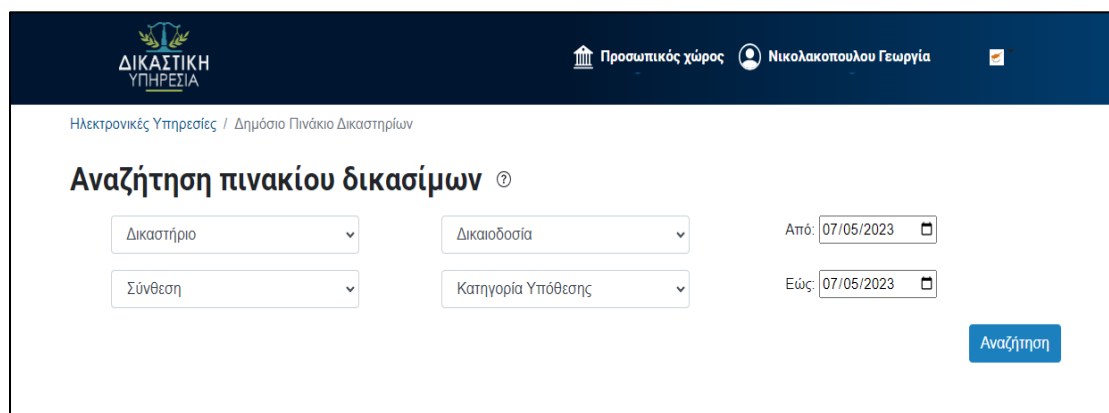 ΔΙΚΑΣΤΙΚΗ
ΥΠΗΡΕΣΙΑ
Προσωπικός χώρος Νικολακοπουλου Γεωργία
Ηλεκτρονικές Υπηρεσίες / Δημόσιο Πινάκιο Δικαστηρίων
Αναζήτηση πινακίου δικασίμων ?
Δικαστήριο Δικαιοδοσία Από: 07/05/2023
Σύνθεση Κατηγορία Υπόθεσης Εώς: 07/05/2023
Αναζήτηση